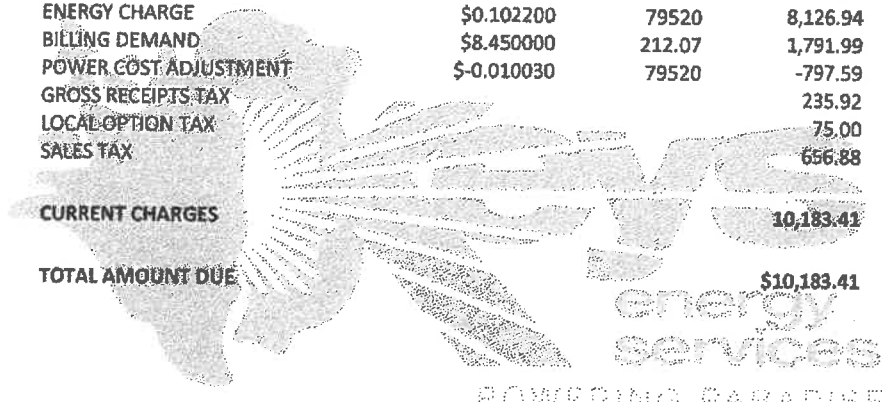 ENERGY CHARGE $0.102200 79520 8,126.94
BILLING DEMAND $8.450000 212.07 1,791.99
POWER COST ADJUSTMENT $-0.010030 79520 -797.59
GROSS RECEIPTS TAX 235.92
LOCAL OPTION TAX 75.00
SALES TAX 656.88
CURRENT CHARGES 10,183.41
TOTAL AMOUNT DUE $10,183.41
energy
services
POWERING PARADISE